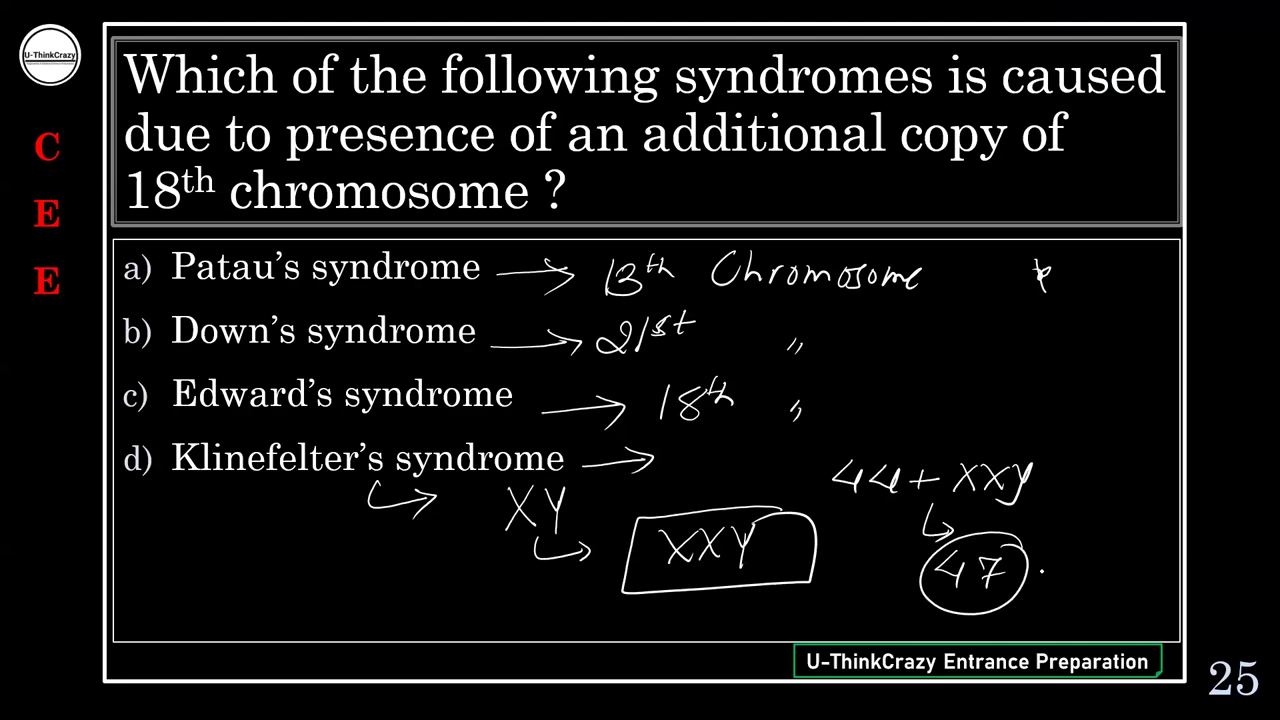 U-ThinkCrazy
C
E
E
Which of the following syndromes is caused
due to presence of an additional copy of
18th chromosome ?
a) Patau's syndrome → 13th Chromosome
b) Down's syndrome → 21st "
c) Edward's syndrome → 18th "
d) Klinefelter's syndrome →
44+XXY
XY
XXY
47
U-ThinkCrazy Entrance Preparation
25